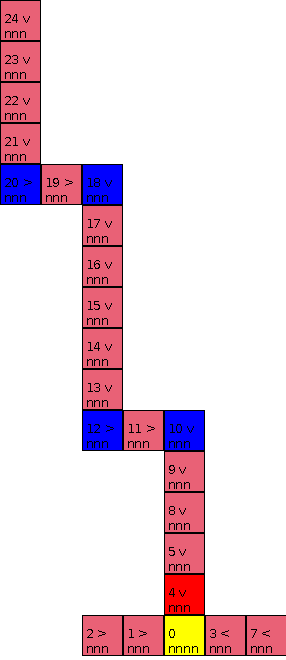 24 v
nnn
23 v
nnn
22 v
nnn
21 v
nnn
20 > 19 > 18 v
nnn nnn nnn
17 v
nnn
16 v
nnn
15 v
nnn
14 v
nnn
13 v
nnn
12 > 11 > 10 v
nnn nnn nnn
9 v
nnn
8 v
nnn
5 v
nnn
4 v
nnn
2 > 1 > 0 3 < 7 <
nnn nnn nnnn nnn nnn